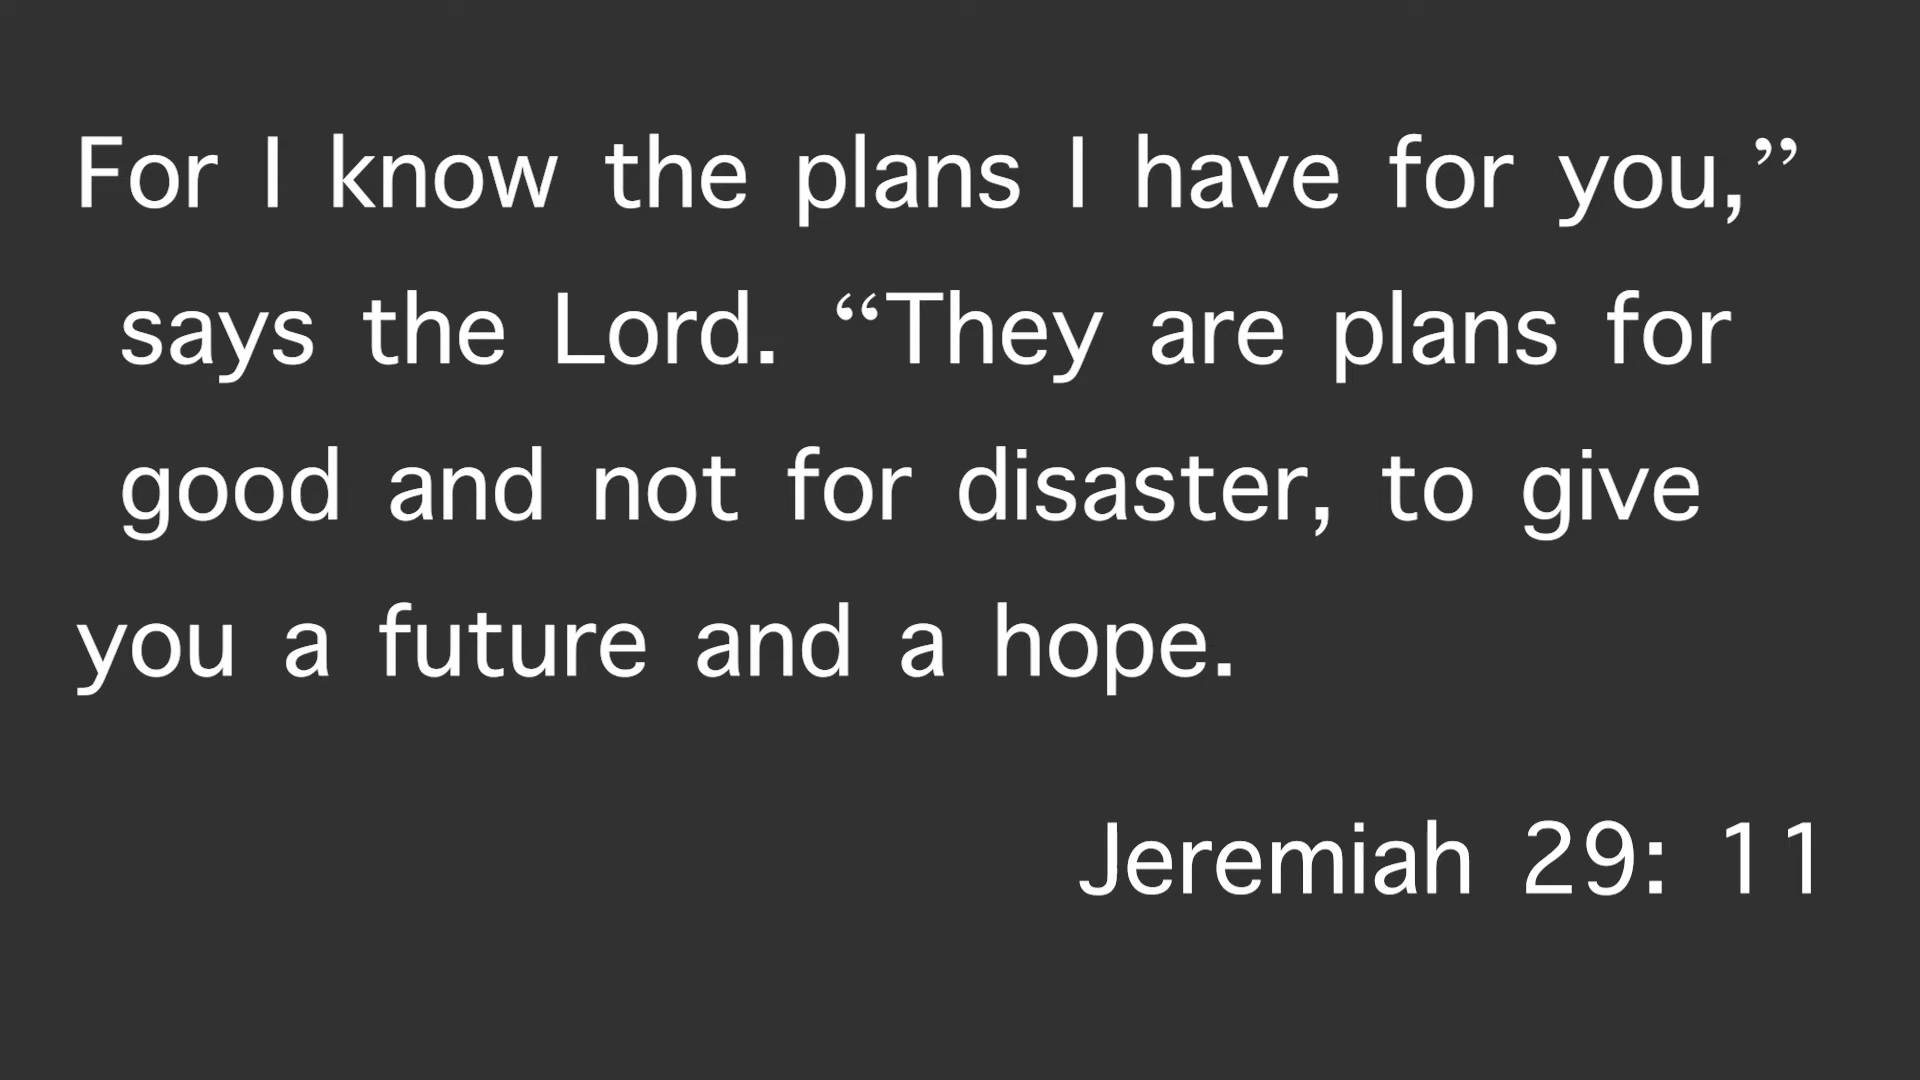 For I know the plans I have for you,”
says the Lord. “They are plans for
good and not for disaster, to give
you a future and a hope.
Jeremiah 29: 11